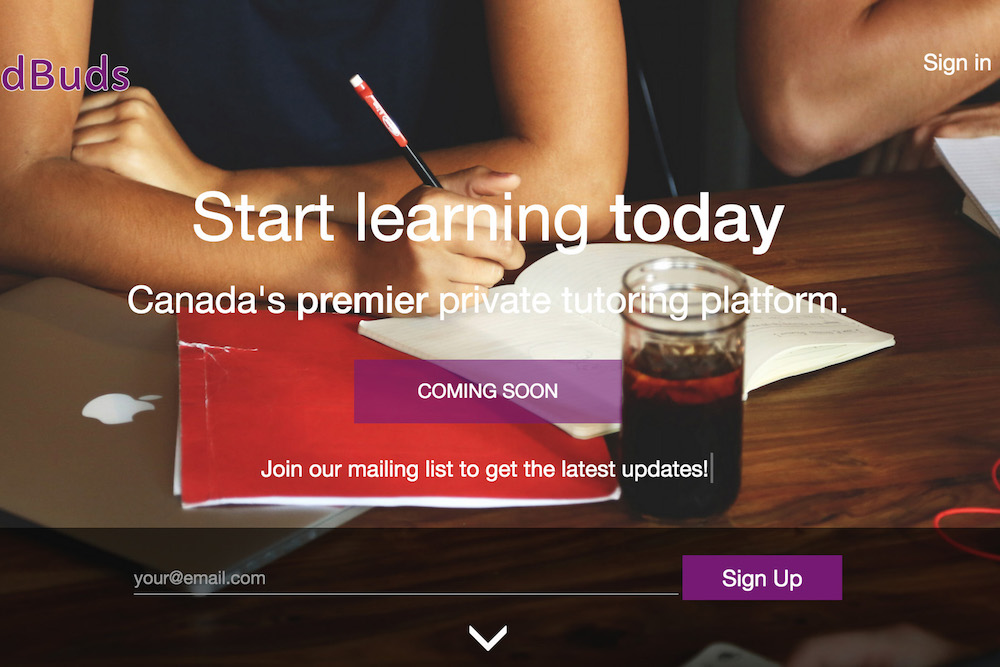 dBuds
Sign in
Start learning today
Canada's premier private tutoring platform.
COMING SOON
Join our mailing list to get the latest updates!
your@email.com
Sign Up